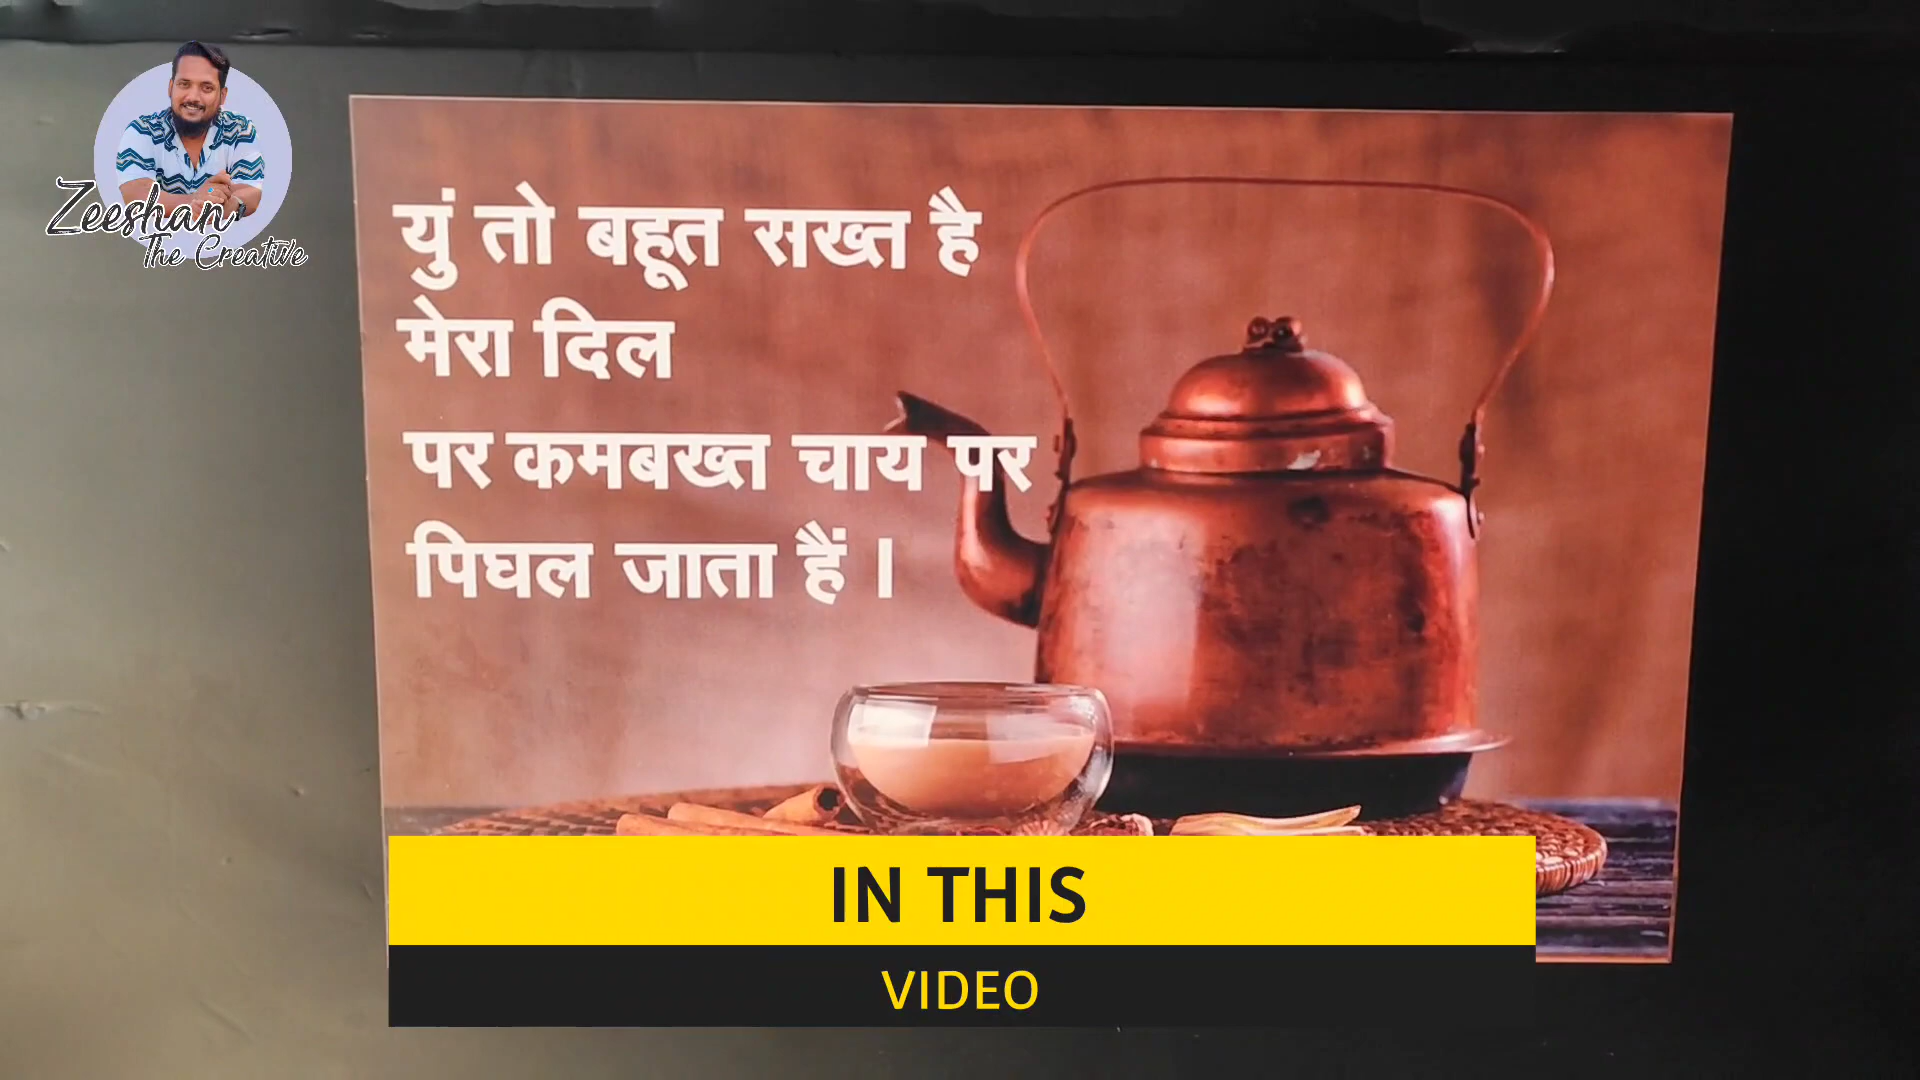 Zeeshan
The Creative
युं तो बहूत सख्त है
मेरा दिल
पर कमबख्त चाय पर
पिघल जाता हैं ।
IN THIS
VIDEO